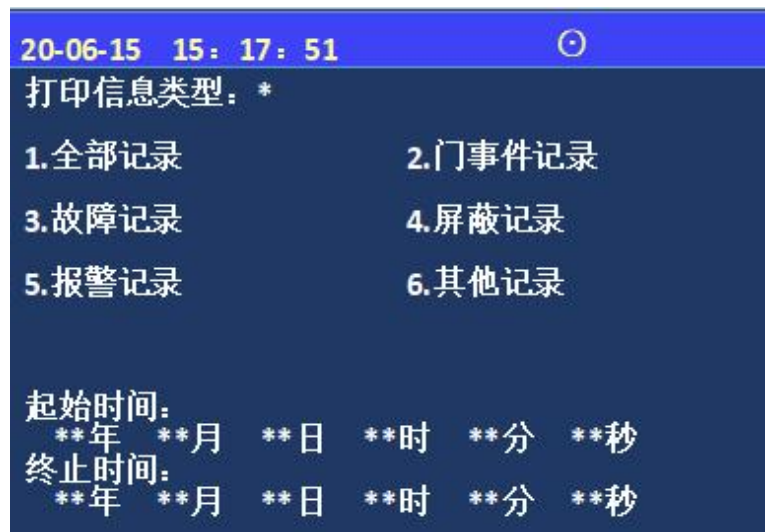 20-06-15 15：17：51
打印信息类型：*
1.全部记录 2.门事件记录
3.故障记录 4.屏蔽记录
5.报警记录 6.其他记录
起始时间：
**年 **月 **日 **时 **分 **秒
终止时间：
**年 **月 **日 **时 **分 **秒